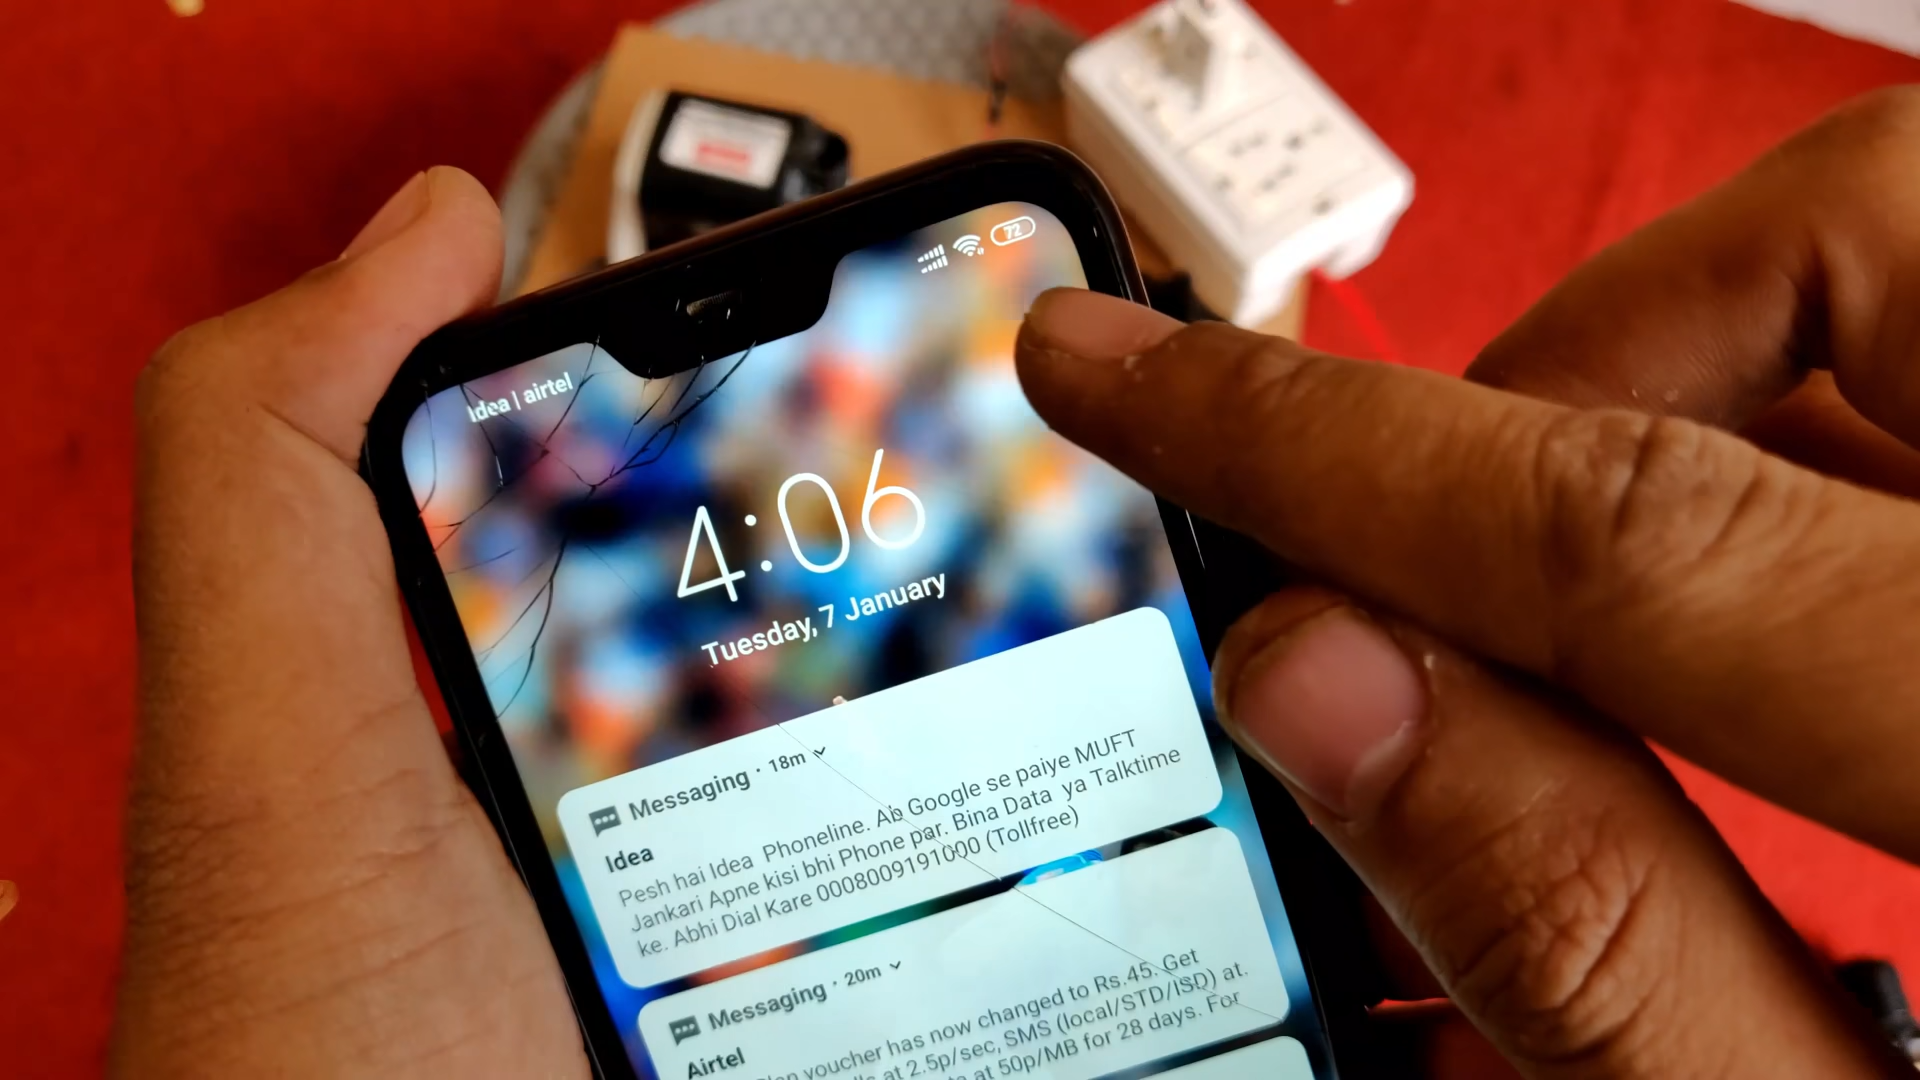 72
Idea | airtel
4:06
Tuesday, 7 January
Messaging · 18m
Idea
Pesh hai Idea Phoneline. Ab Google se paiye MUFT
Jankari Apne kisi bhi Phone par. Bina Data ya Talktime
ke. Abhi Dial Kare 0008009191000 (Tollfree)
Messaging · 20m
Airtel
voucher has now changed to Rs.45. Get
at 2.5p/sec, SMS (local/STD/ISD) at.
at 50p/MB for 28 days. For